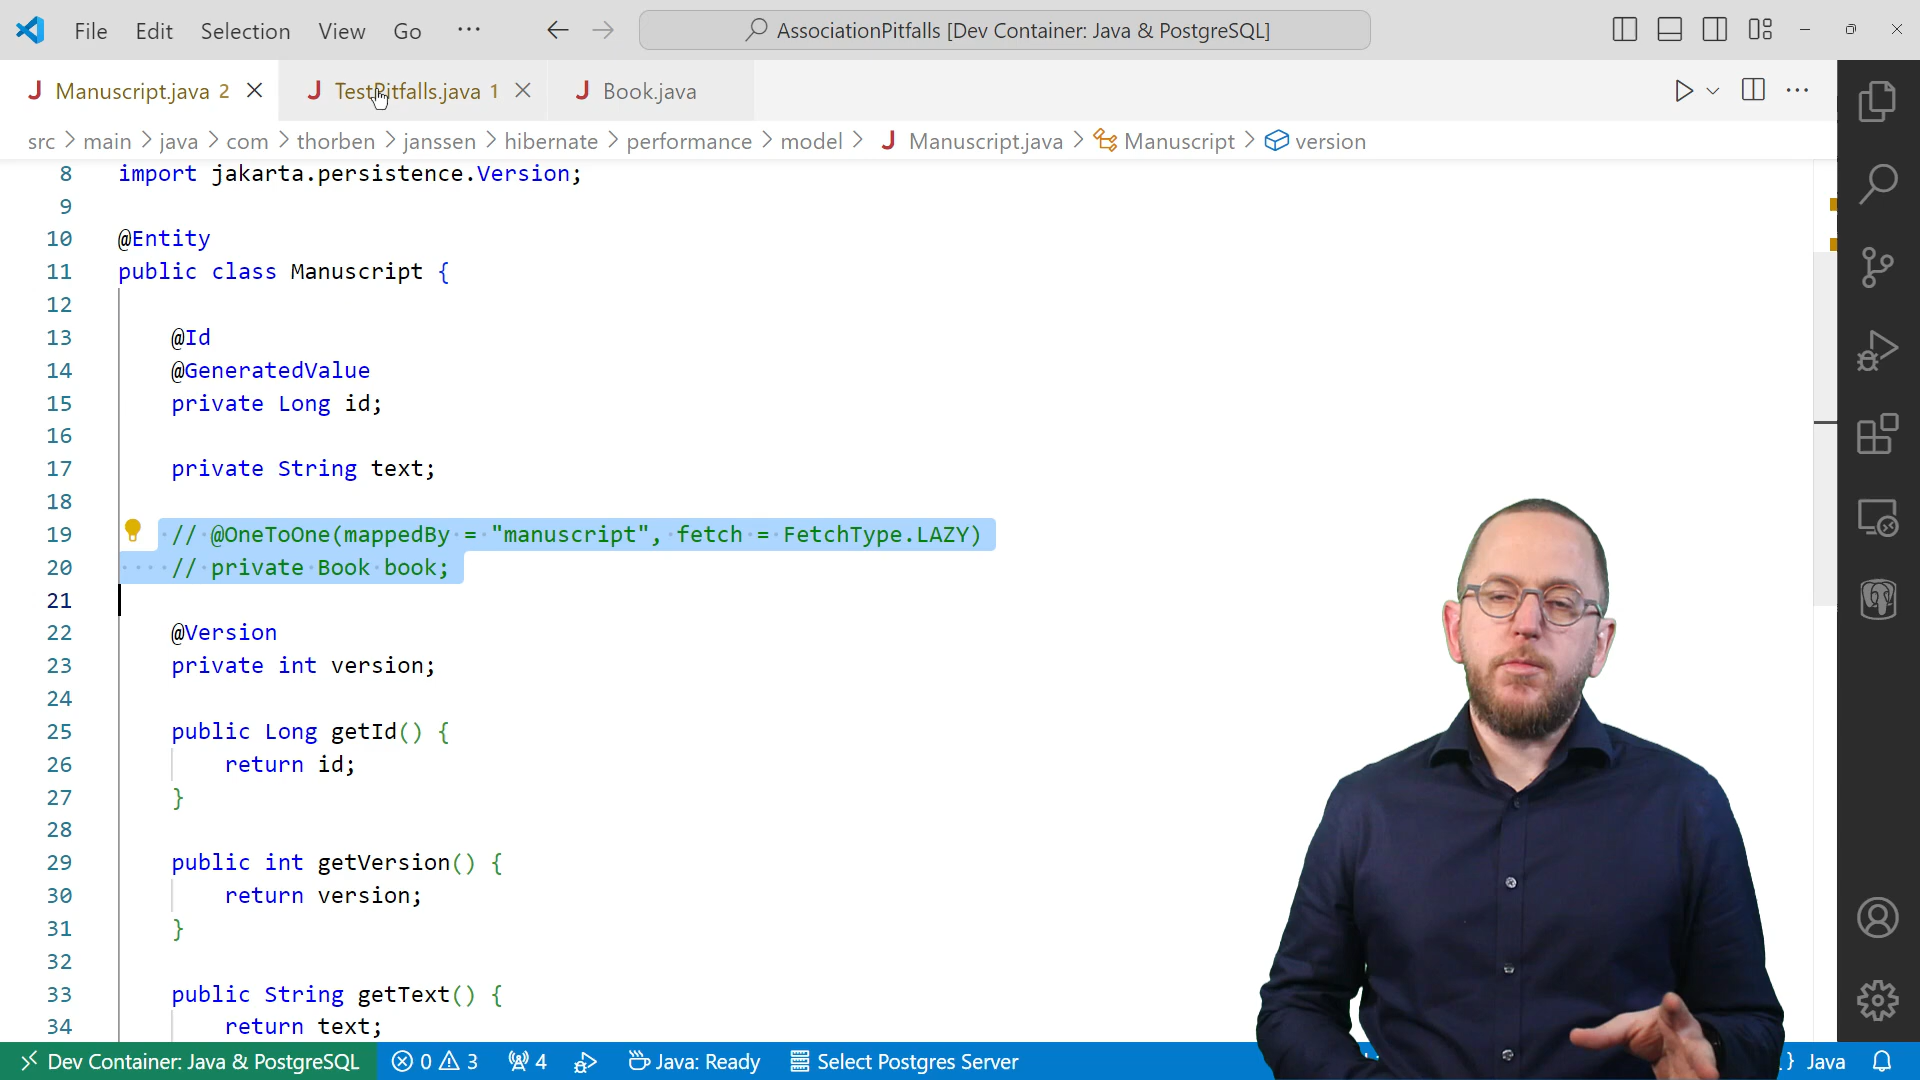 File Edit Selection View Go ··· AssociationPitfalls [Dev Container: Java & PostgreSQL]
J Manuscript.java 2 J TestPitfalls.java 1 J Book.java
src > main > java > com > thorben > janssen > hibernate > performance > model > J Manuscript.java > Manuscript > version
8 import jakarta.persistence.Version;
9
10 @Entity
11 public class Manuscript {
12
13 @Id
14 @GeneratedValue
15 private Long id;
16
17 private String text;
18
19 // @OneToOne(mappedBy = "manuscript", fetch = FetchType.LAZY)
20 // private Book book;
21
22 @Version
23 private int version;
24
25 public Long getId() {
26 return id;
27 }
28
29 public int getVersion() {
30 return version;
31 }
32
33 public String getText() {
34 return text;
Dev Container: Java & PostgreSQL 0 3 4 Java: Ready Select Postgres Server } Java